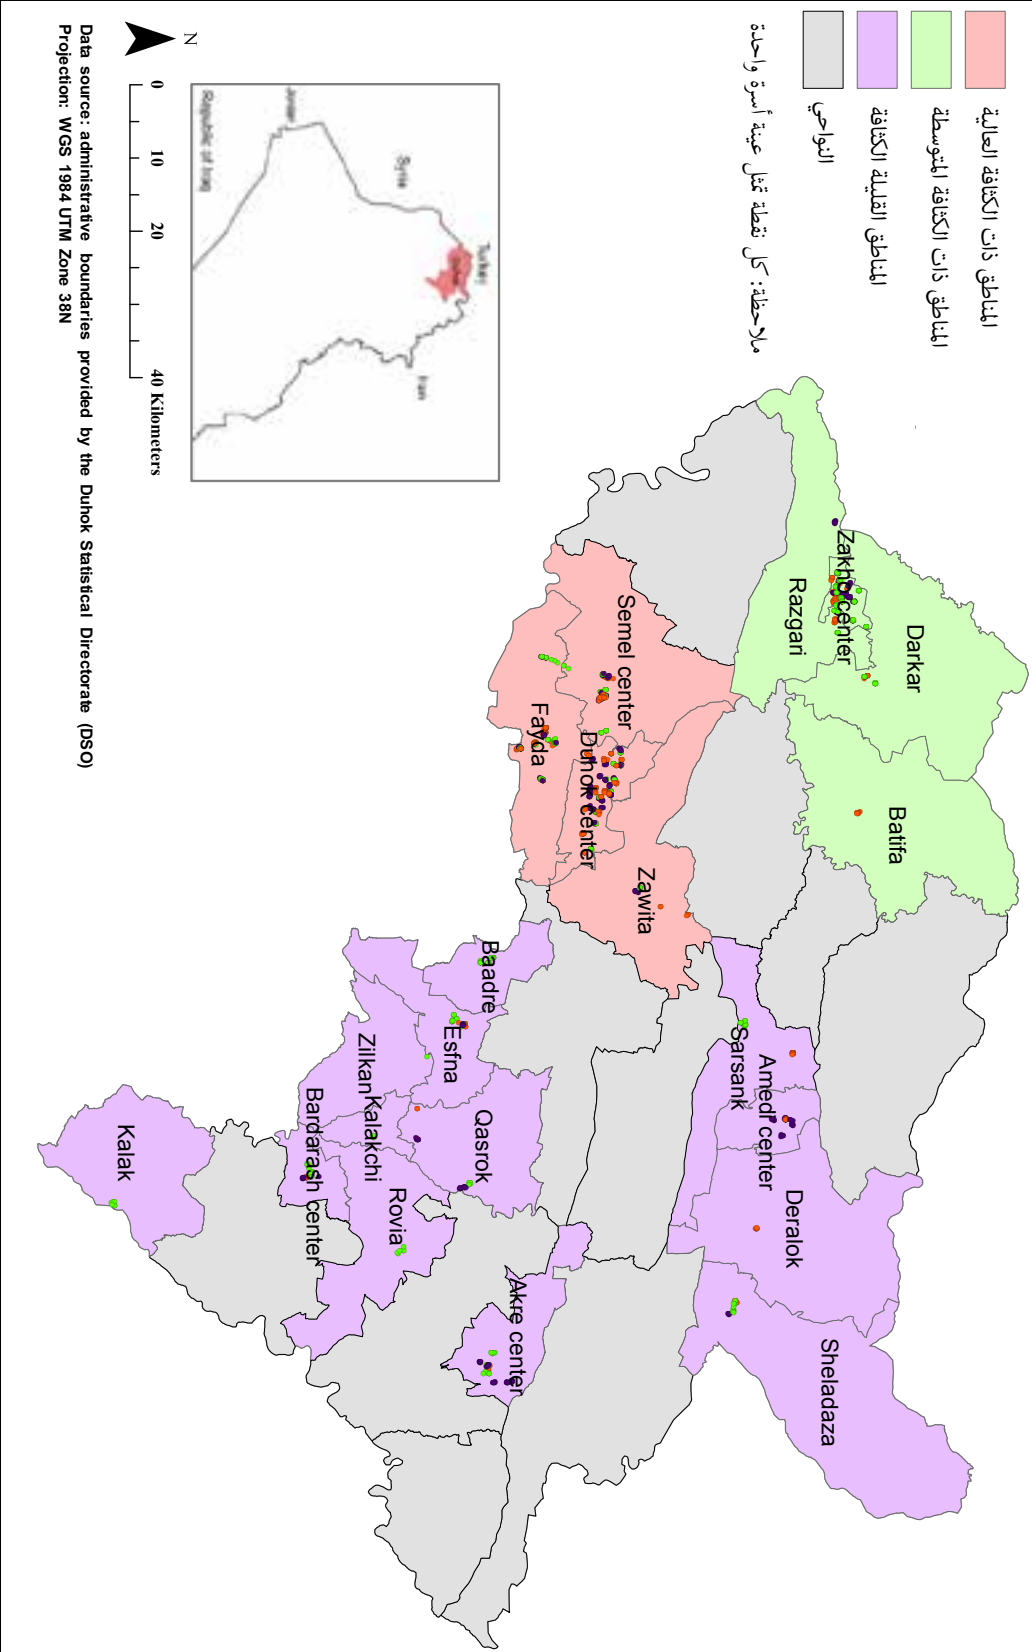 المناطق ذات الكثافة العالية
المناطق ذات الكثافة المتوسطة
المناطق القليلة الكثافة
النواحي
ملاحظة: كل نقطة تمثل عينة أسرة واحدة
Darkar
Zakho center
Razgari
Batifa
Semel center
Fayda
Duhok center
Zawita
Sarsank
Amedi center
Deralok
Sheladaza
Baadre
Esfna
Qasrok
Zilkan
Kalakchi
Bardarash center
Rovia
Akre center
Kalak
Turkey
Syria
Iran
Jordan
Republic of Iraq
N
0 10 20 40 Kilometers
Data source: administrative boundaries provided by the Duhok Statistical Directorate (DSO)
Projection: WGS 1984 UTM Zone 38N